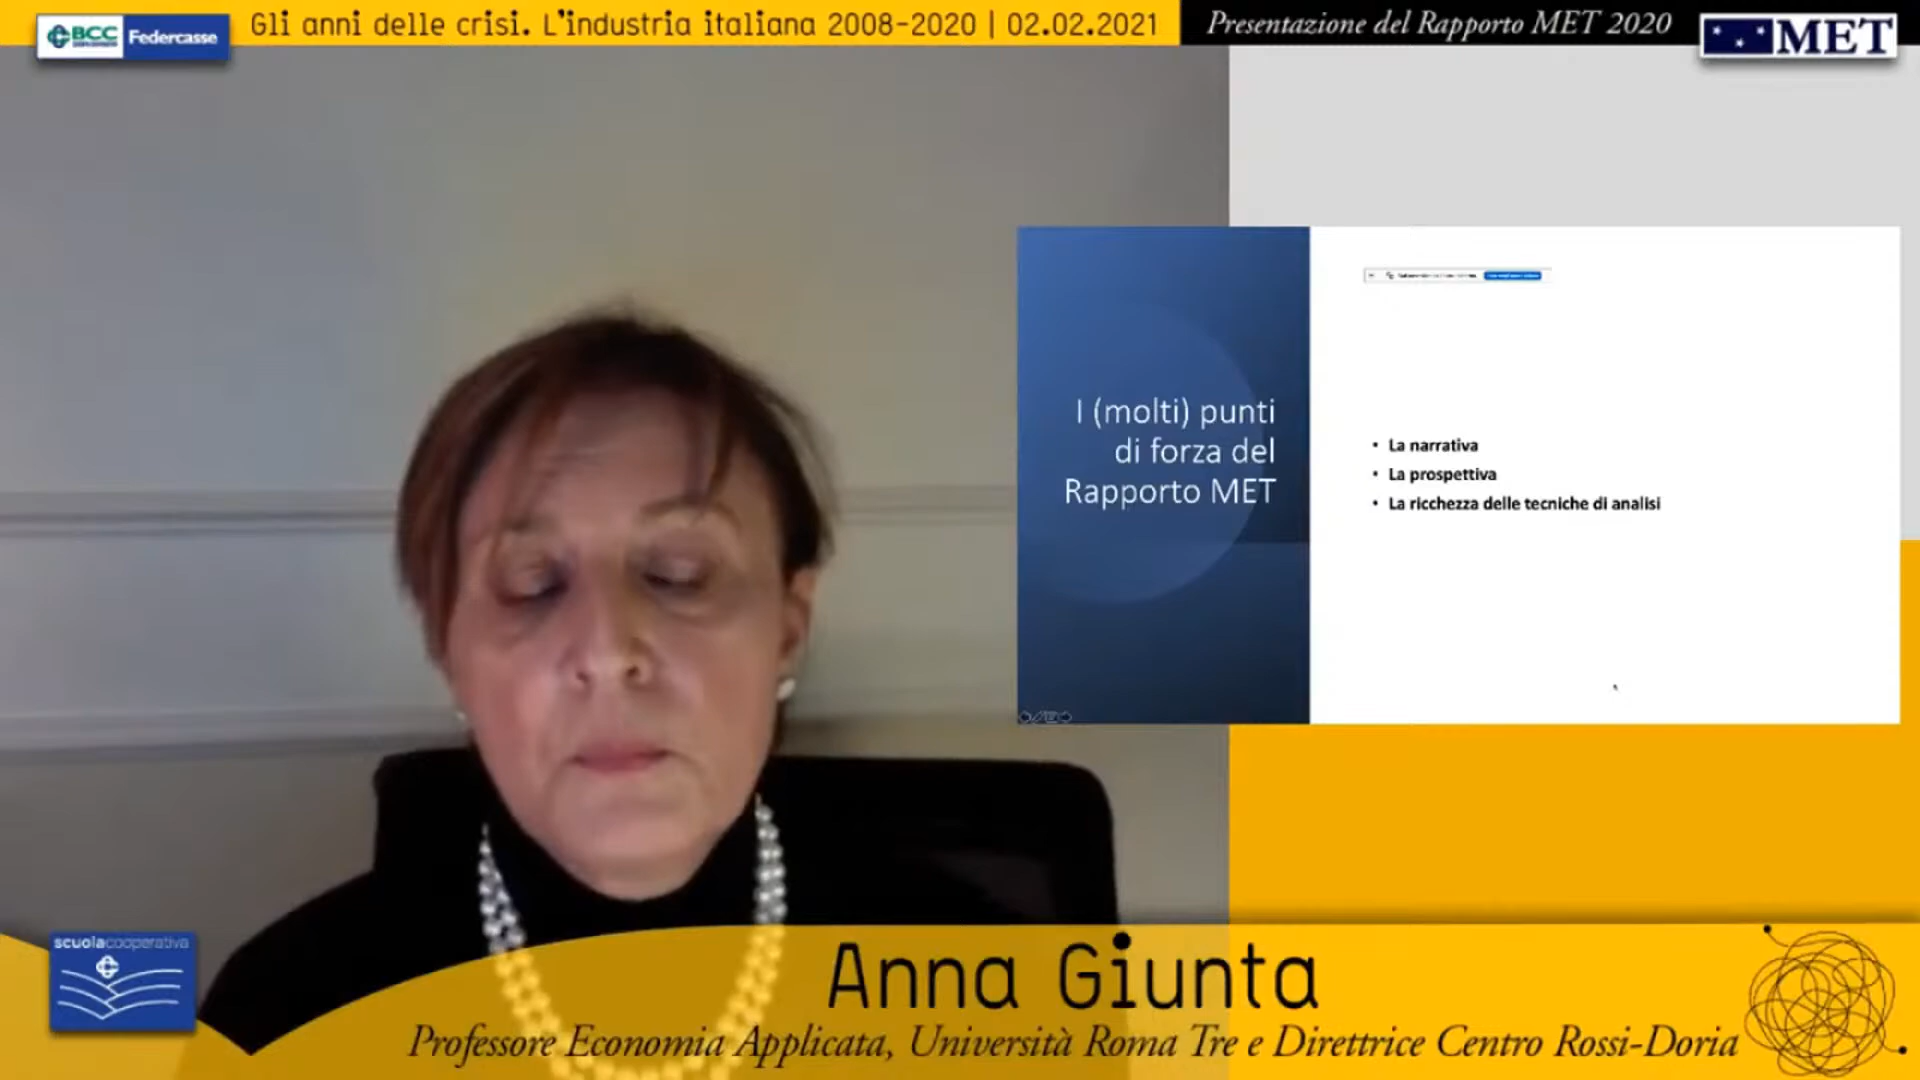 BCC
Federcasse
Gli anni delle crisi. L'industria italiana 2008-2020 | 02.02.2021
Presentazione del Rapporto MET 2020
MET
I (molti) punti
di forza del
Rapporto MET
• La narrativa
• La prospettiva
• La ricchezza delle tecniche di analisi
scuolacooperativa
Anna Giunta
Professore Economia Applicata, Università Roma Tre e Direttrice Centro Rossi-Doria